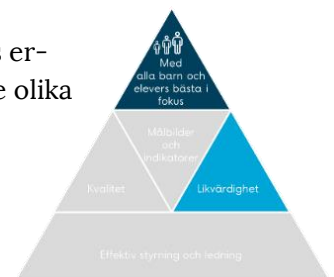 s er-
e olika
Med
alla barn och
elevers bästa i
fokus
Målbilder
och
indikatorer
Kvalitet
Likvärdighet
Effektiv styrning och ledning